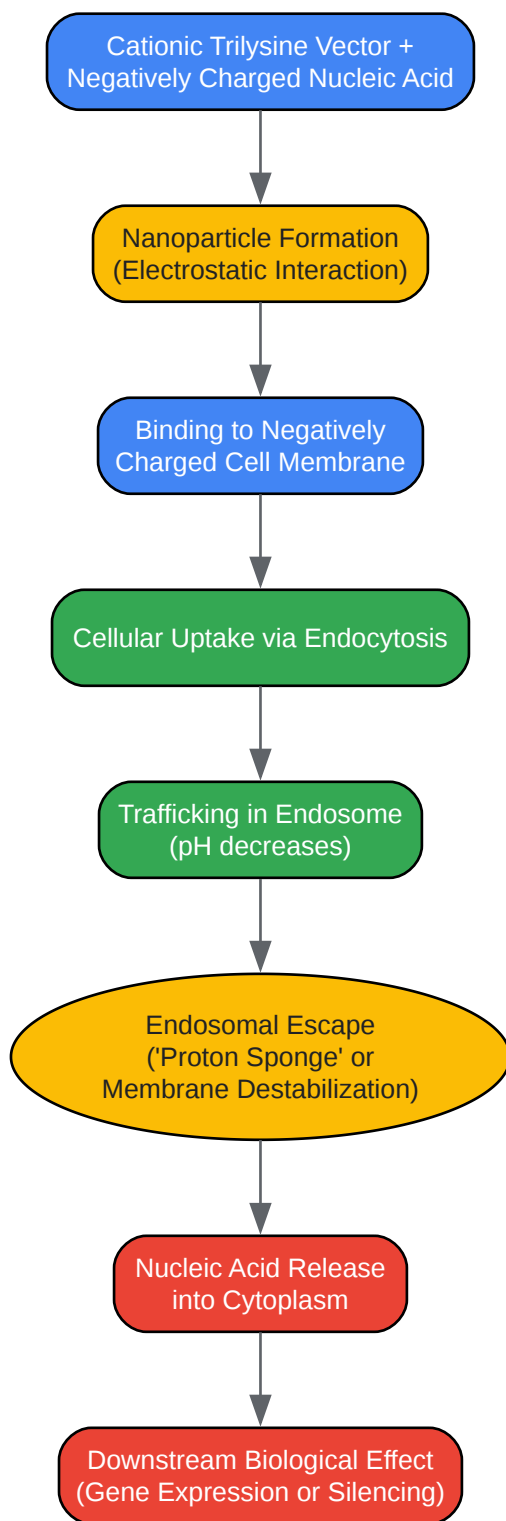 Cationic Trilysine Vector +
Negatively Charged Nucleic Acid
Nanoparticle Formation
(Electrostatic Interaction)
Binding to Negatively
Charged Cell Membrane
Cellular Uptake via Endocytosis
Trafficking in Endosome
(pH decreases)
Endosomal Escape
('Proton Sponge' or
Membrane Destabilization)
Nucleic Acid Release
into Cytoplasm
Downstream Biological Effect
(Gene Expression or Silencing)